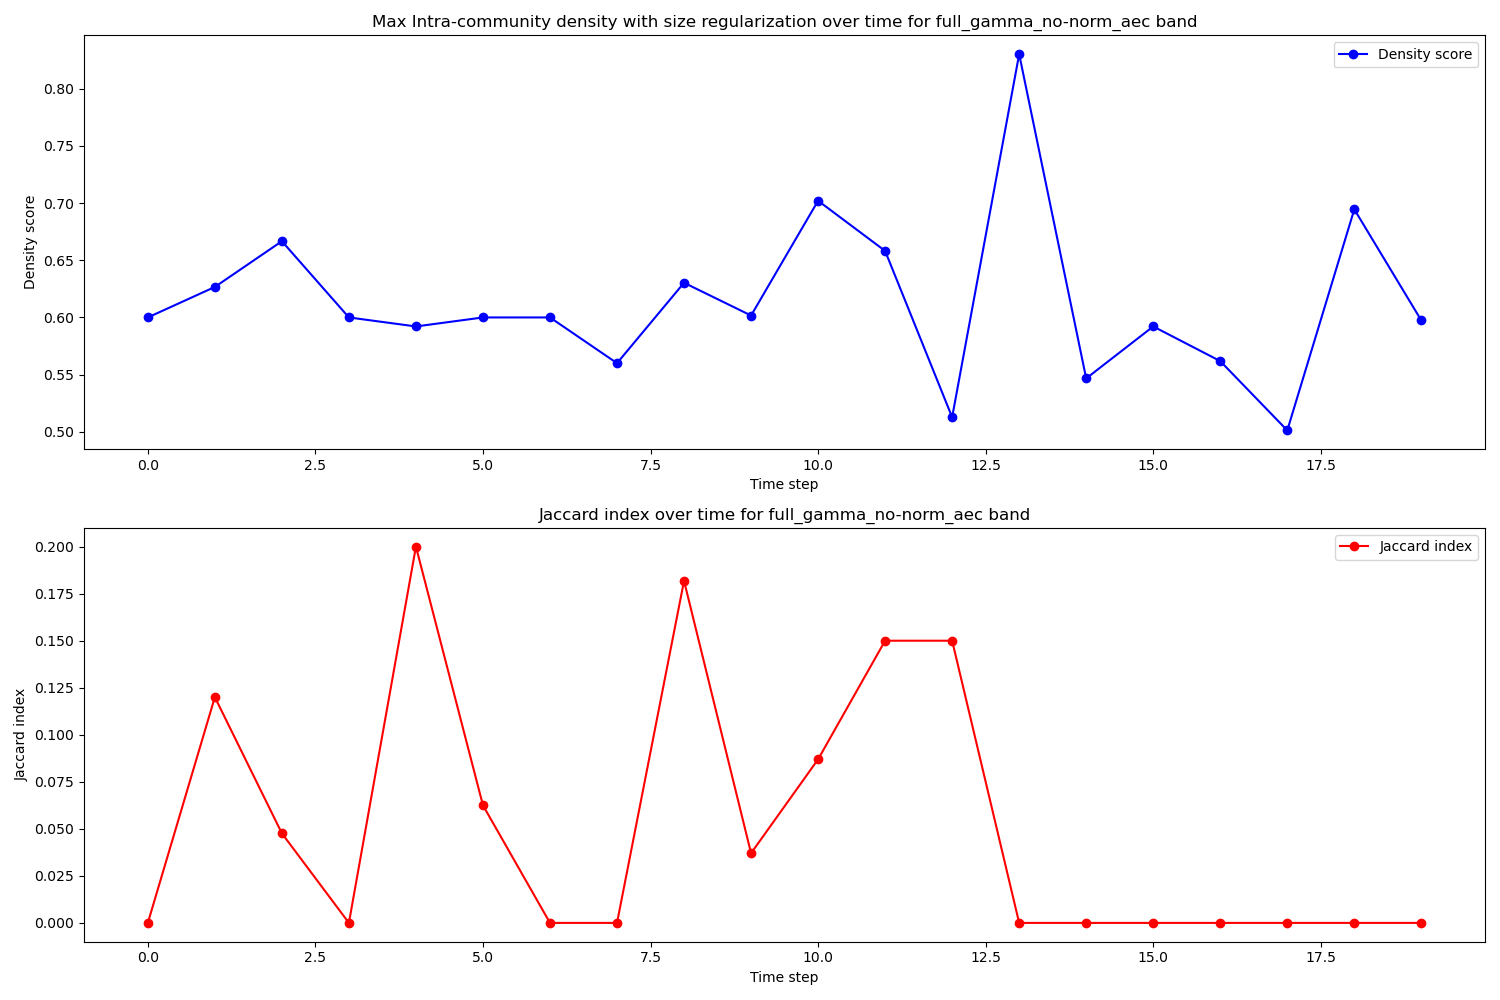 Max Intra-community density with size regularization over time for full_gamma_no-norm_aec band
Density score
0.80
0.75
0.70
0.65
0.60
0.55
0.50
Density score
0.0 2.5 5.0 7.5 10.0 12.5 15.0 17.5
Time step
Jaccard index over time for full_gamma_no-norm_aec band
Jaccard index
0.200
0.175
0.150
0.125
0.100
0.075
0.050
0.025
0.000
Jaccard index
0.0 2.5 5.0 7.5 10.0 12.5 15.0 17.5
Time step